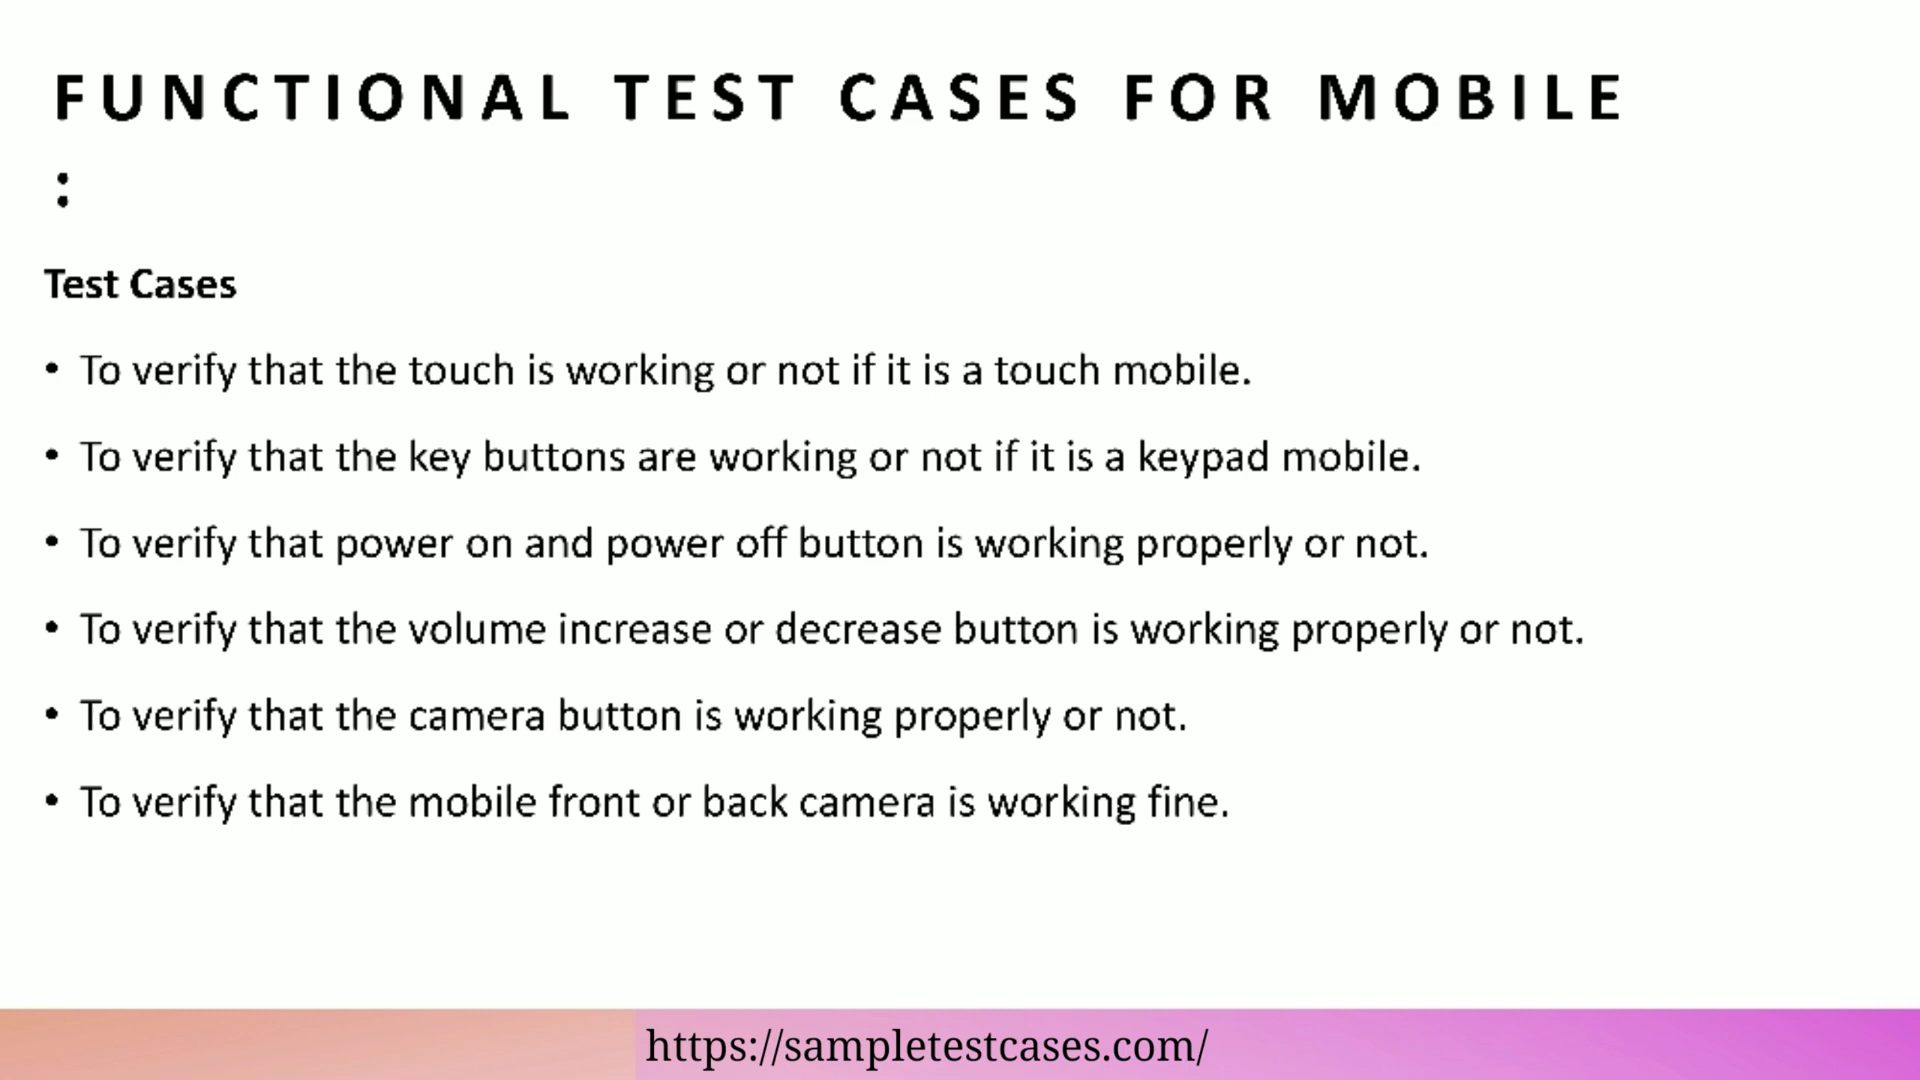 FUNCTIONAL TEST CASES FOR MOBILE
:
Test Cases
• To verify that the touch is working or not if it is a touch mobile.
• To verify that the key buttons are working or not if it is a keypad mobile.
• To verify that power on and power off button is working properly or not.
• To verify that the volume increase or decrease button is working properly or not.
• To verify that the camera button is working properly or not.
• To verify that the mobile front or back camera is working fine.
https://sampletestcases.com/